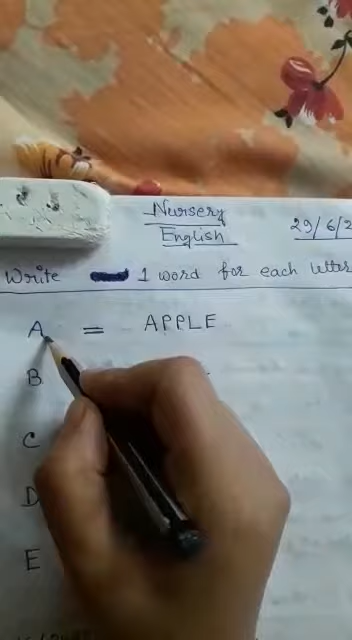 Nursery
English 29/6/2
Write 1 word for each letter
A = APPLE
B
C
D
E